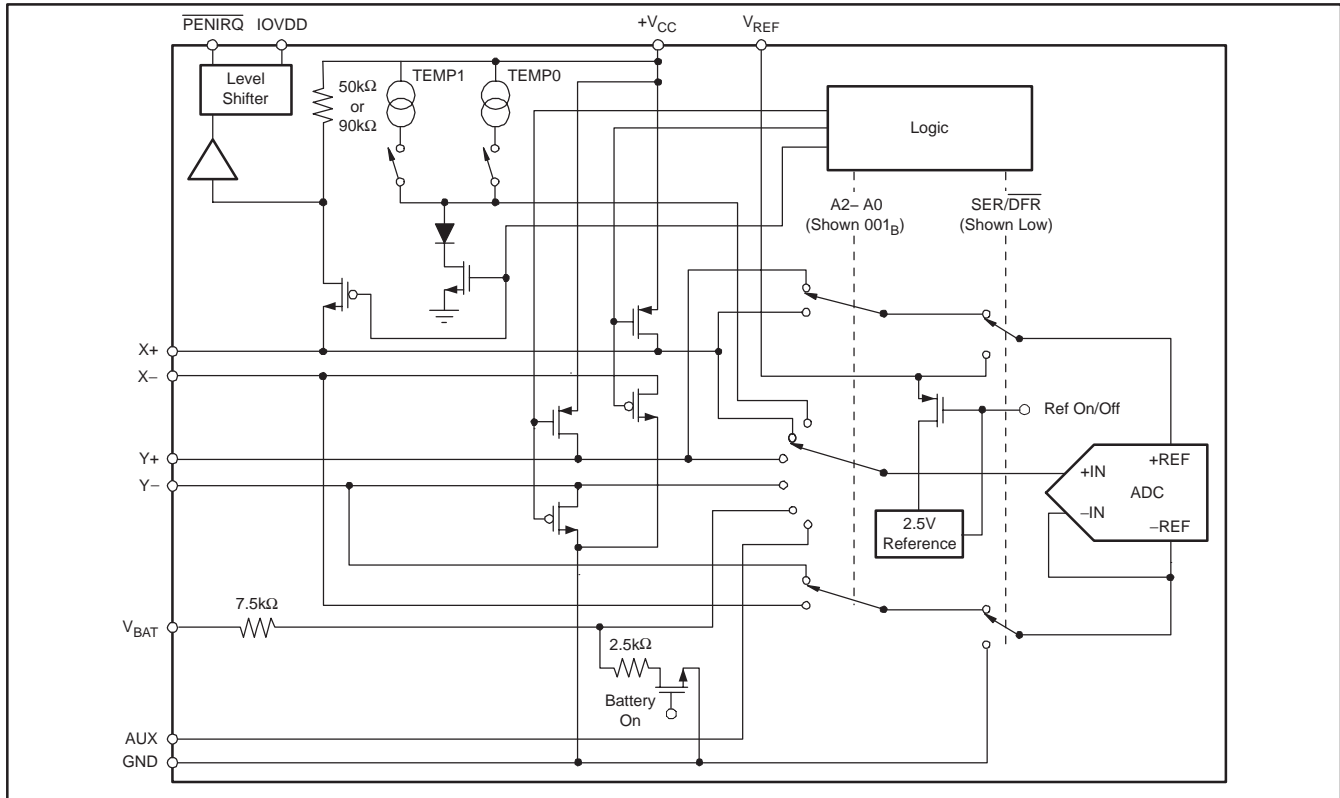 PENIRQ IOVDD
+VCC
VREF
Level
Shifter
50kΩ
or
90kΩ
TEMP1
TEMP0
Logic
A2– A0
(Shown 001B)
SER/DFR
(Shown Low)
X+
X–
Y+
Y–
Ref On/Off
+IN
+REF
ADC
–IN
–REF
2.5V
Reference
7.5kΩ
VBAT
2.5kΩ
Battery
On
AUX
GND